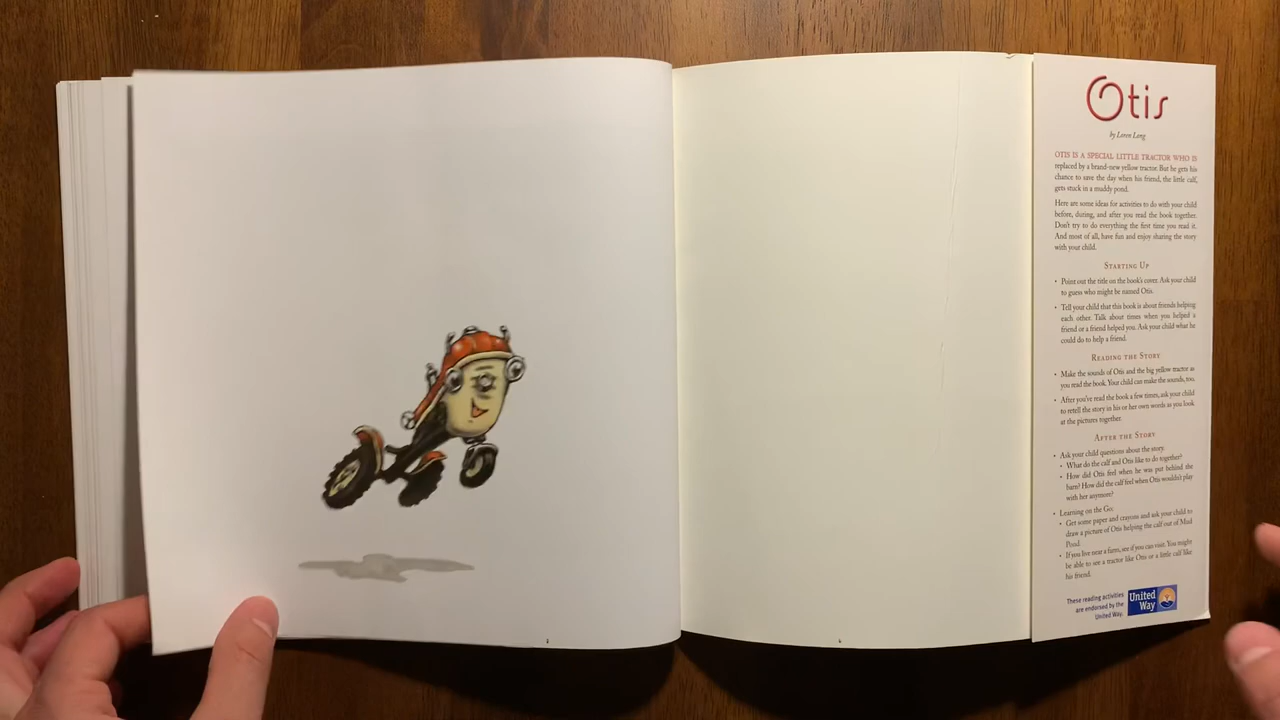 Otis
by Loren Long
OTIS IS A SPECIAL LITTLE TRACTOR WHO IS
replaced by a brand-new yellow tractor. But he gets his
chance to save the day when his friend, the little calf,
gets stuck in a muddy pond.
Here are some ideas for activities to do with your child
before, during, and after you read the book together.
Don't try to do everything the first time you read it.
And most of all, have fun and enjoy sharing the story
with your child.
STARTING UP
• Point out the title on the book's cover. Ask your child
to guess who might be named Otis.
• Tell your child that this book is about friends helping
each other. Talk about times when you helped a
friend or a friend helped you. Ask your child what he
could do to help a friend.
READING THE STORY
• Make the sounds of Otis and the big yellow tractor as
you read the book. Your child can make the sounds, too.
• After you've read the book a few times, ask your child
to retell the story in his or her own words as you look
at the pictures together.
AFTER THE STORY
• Ask your child questions about the story.
• What do the calf and Otis like to do together?
• How did Otis feel when he was put behind the
barn? How did the calf feel when Otis wouldn't play
with her anymore?
• Learning on the Go:
• Get some paper and crayons and ask your child to
draw a picture of Otis helping the calf out of Mud
Pond.
• If you live near a farm, see if you can visit. You might
be able to see a tractor like Otis or a little calf like
his friend.
These reading activities
are endorsed by the
United Way.
United
Way